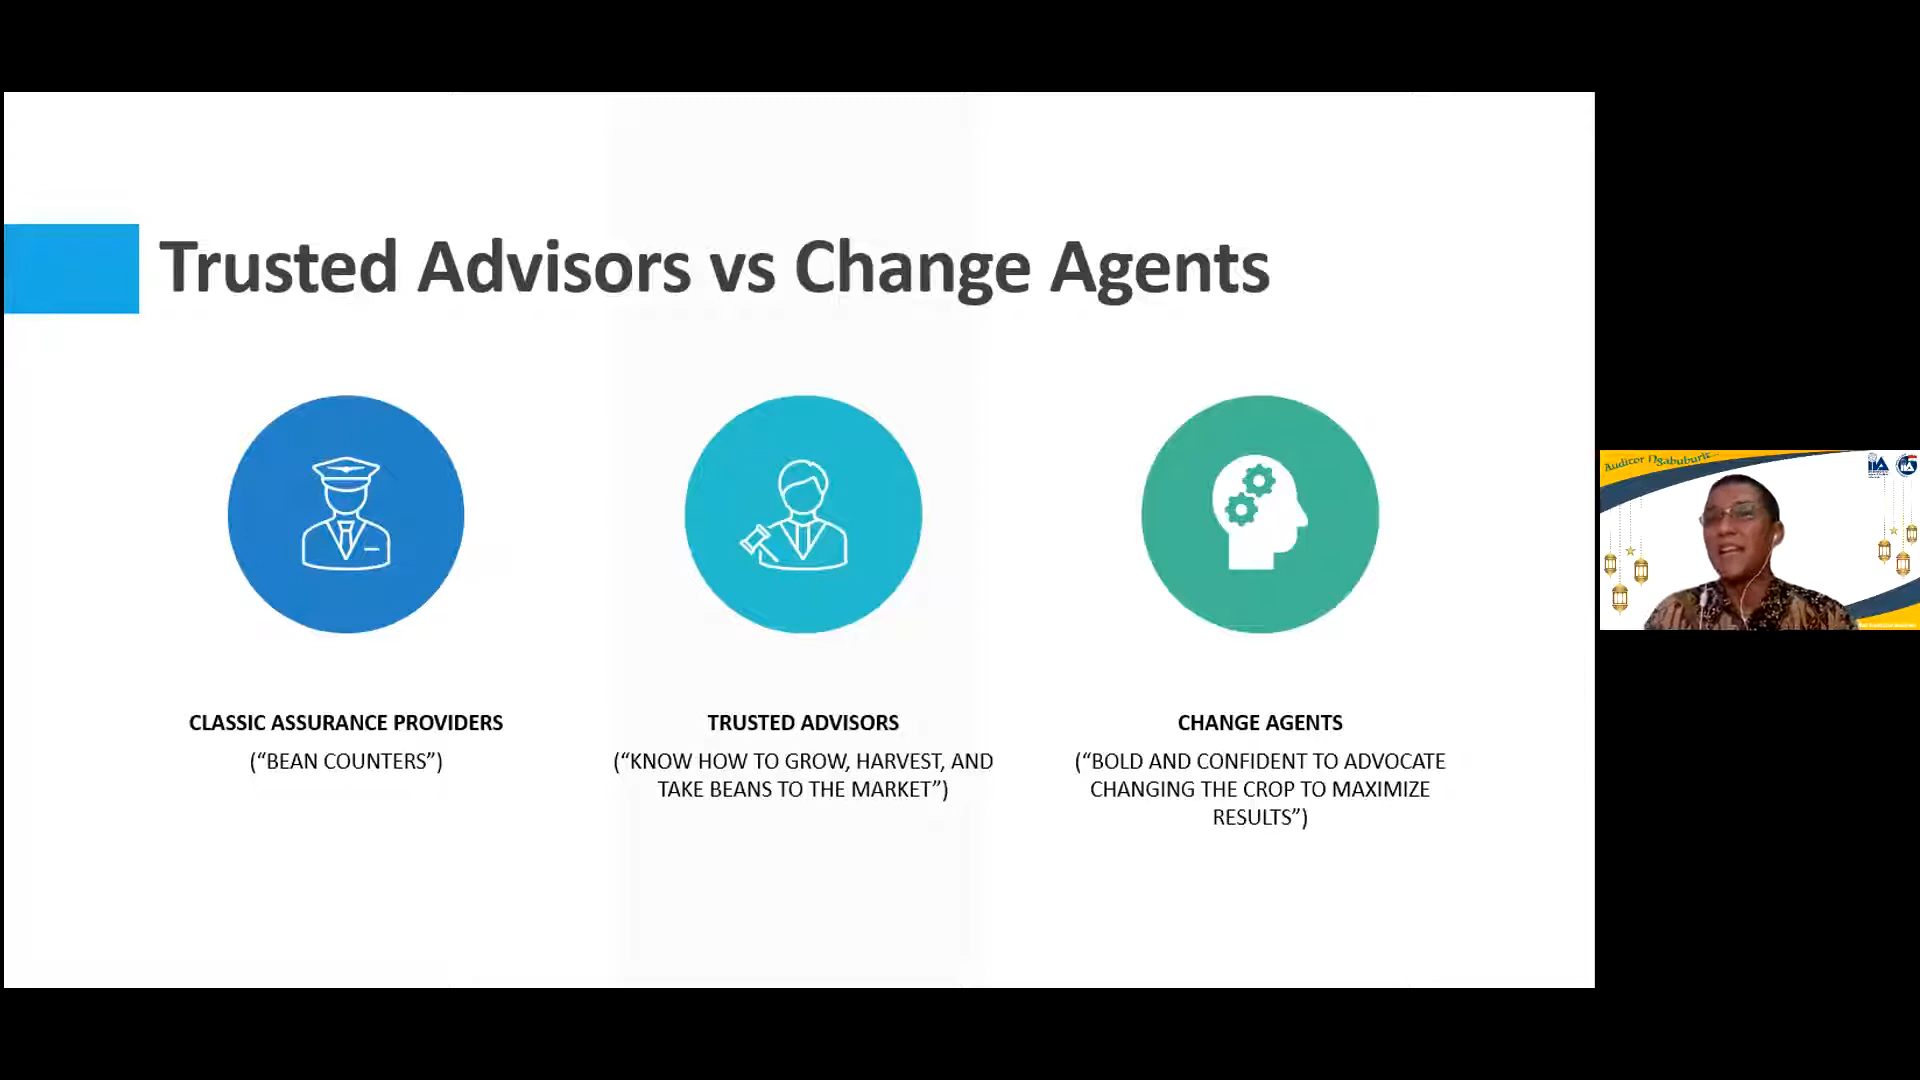 Trusted Advisors vs Change Agents
CLASSIC ASSURANCE PROVIDERS
(“BEAN COUNTERS”)
TRUSTED ADVISORS
(“KNOW HOW TO GROW, HARVEST, AND
TAKE BEANS TO THE MARKET”)
CHANGE AGENTS
(“BOLD AND CONFIDENT TO ADVOCATE
CHANGING THE CROP TO MAXIMIZE
RESULTS”)
Auditor Ngabuburit...
IIA
IIA